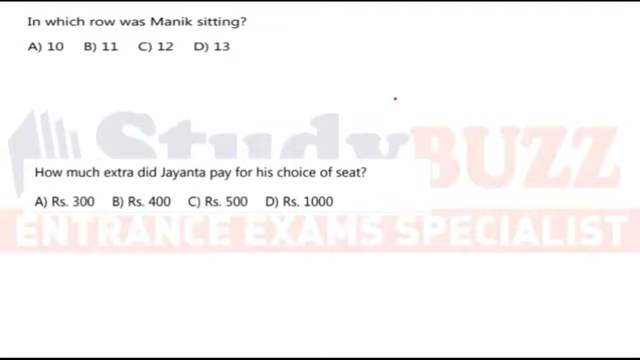 In which row was Manik sitting?
A) 10 B) 11 C) 12 D) 13
StudyBUZZ
How much extra did Jayanta pay for his choice of seat?
A) Rs. 300 B) Rs. 400 C) Rs. 500 D) Rs. 1000
ENTRANCE EXAMS SPECIALIST